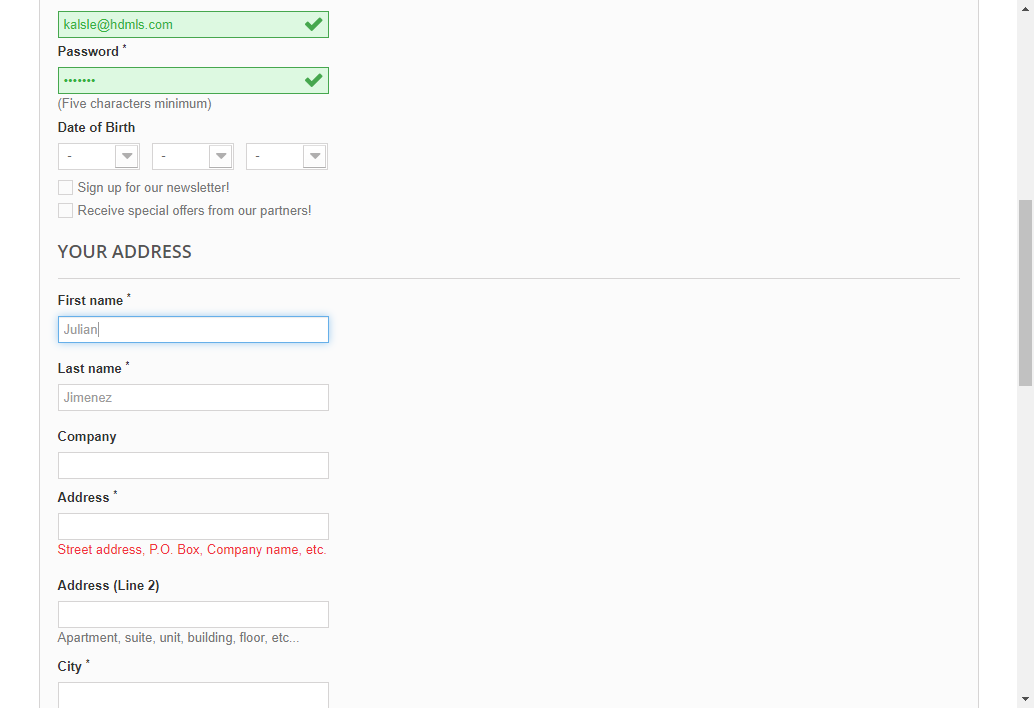 kalsle@hdmls.com
Password *
•••••••
(Five characters minimum)
Date of Birth
- - -
Sign up for our newsletter!
Receive special offers from our partners!
YOUR ADDRESS
First name *
Julian
Last name *
Jimenez
Company
Address *
Street address, P.O. Box, Company name, etc.
Address (Line 2)
Apartment, suite, unit, building, floor, etc...
City *